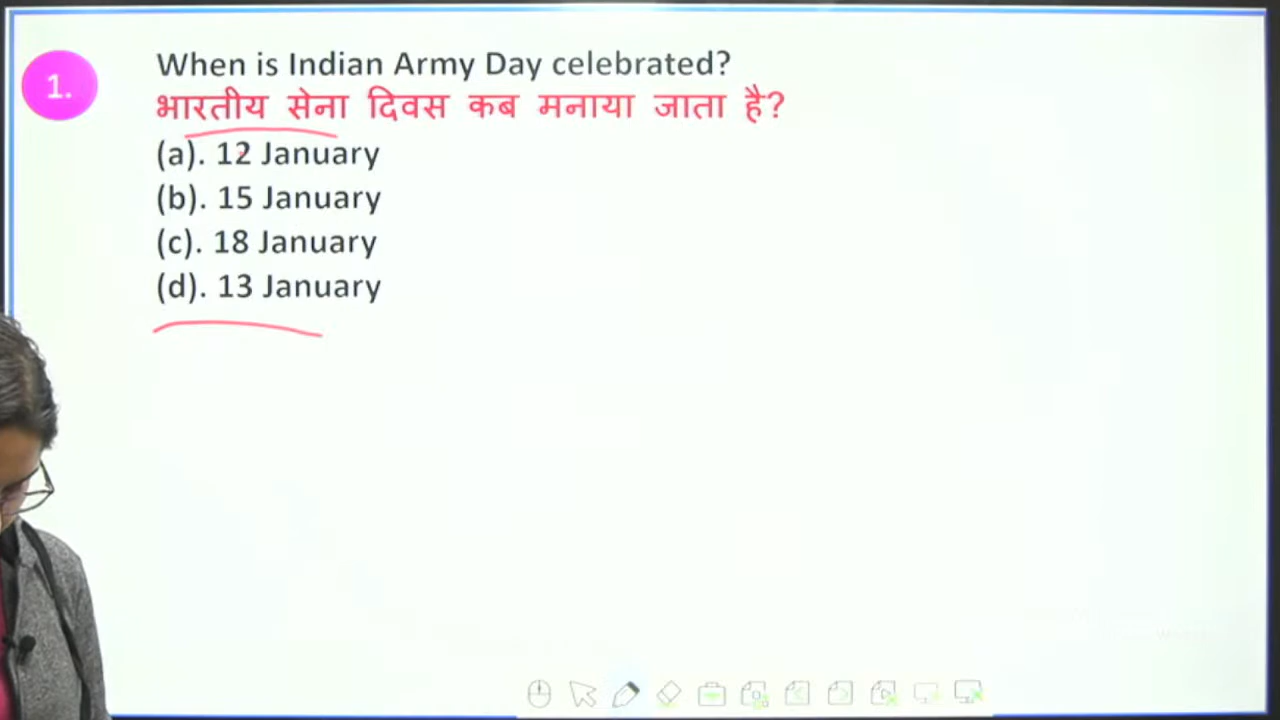 1.
When is Indian Army Day celebrated?
भारतीय सेना दिवस कब मनाया जाता है?
(a). 12 January
(b). 15 January
(c). 18 January
(d). 13 January